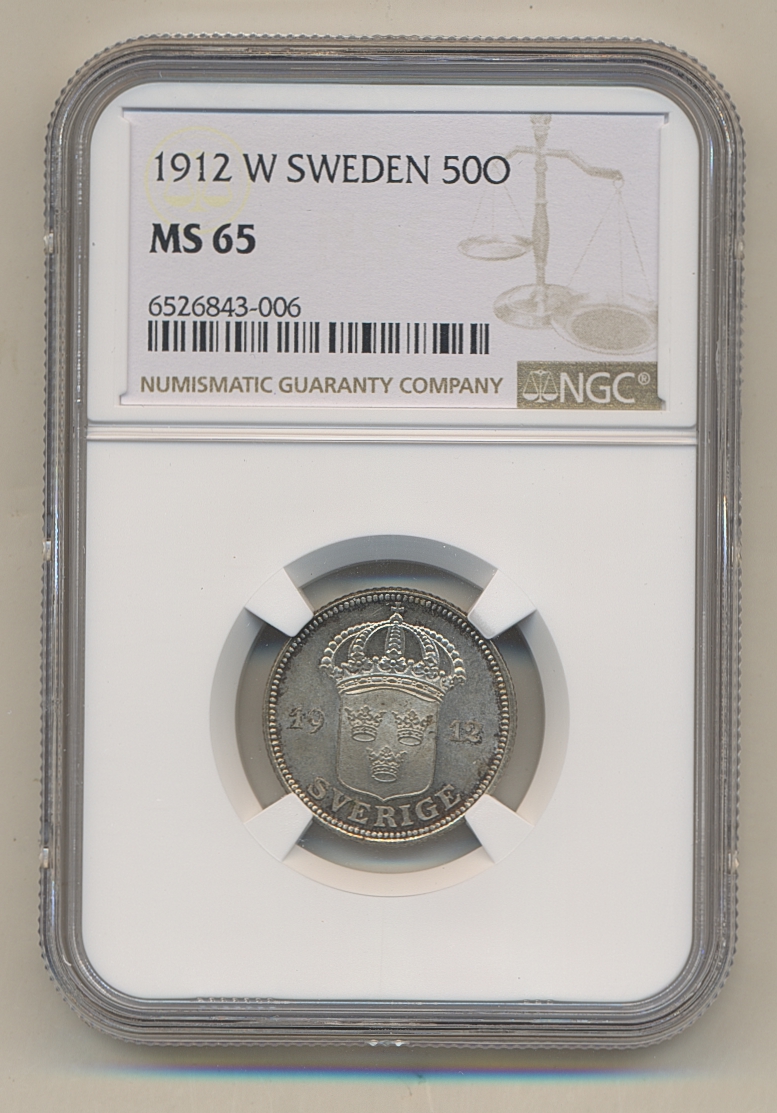 1912 W SWEDEN 50O
MS 65
6526843-006
NUMISMATIC GUARANTY COMPANY
NGC®
19 12
SVERIGE